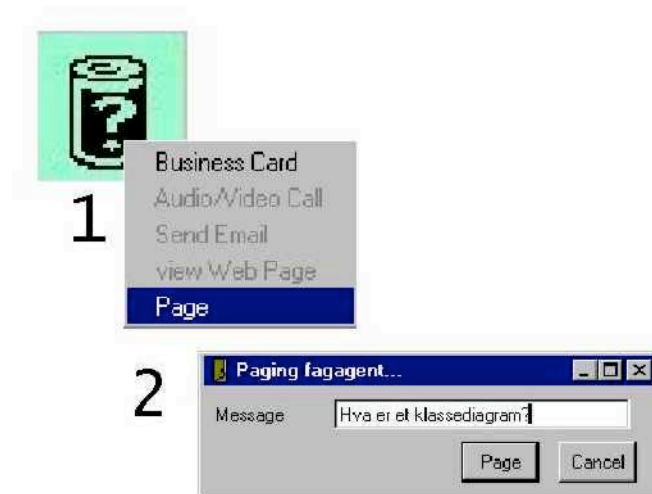 ?
1
Business Card
Audio/Video Call
Send Email
view Web Page
Page
2
Paging fagagent...
Message Hva er et klassediagram?
Page Cancel